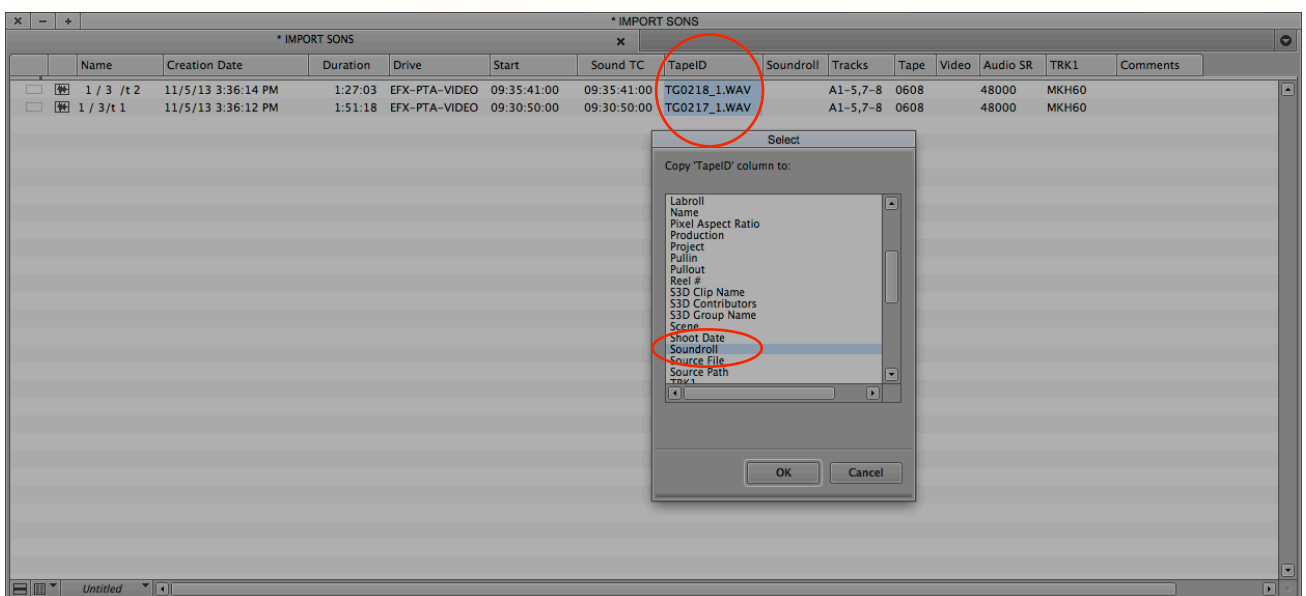 * IMPORT SONS
* IMPORT SONS
Name Creation Date Duration Drive Start Sound TC TapeID Soundroll Tracks Tape Video Audio SR TRK1 Comments
1 / 3 /t 2 11/5/13 3:36:14 PM 1:27:03 EFX-PTA-VIDEO 09:35:41:00 09:35:41:00 TG0218_1.WAV A1-5,7-8 0608 48000 MKH60
1 / 3/t 1 11/5/13 3:36:12 PM 1:51:18 EFX-PTA-VIDEO 09:30:50:00 09:30:50:00 TG0217_1.WAV A1-5,7-8 0608 48000 MKH60
Select
Copy 'TapeID' column to:
Labroll
Name
Pixel Aspect Ratio
Production
Project
Pullin
Pullout
Reel #
S3D Clip Name
S3D Contributors
S3D Group Name
Scene
Shoot Date
Soundroll
Source File
Source Path
TRK1
OK Cancel
Untitled